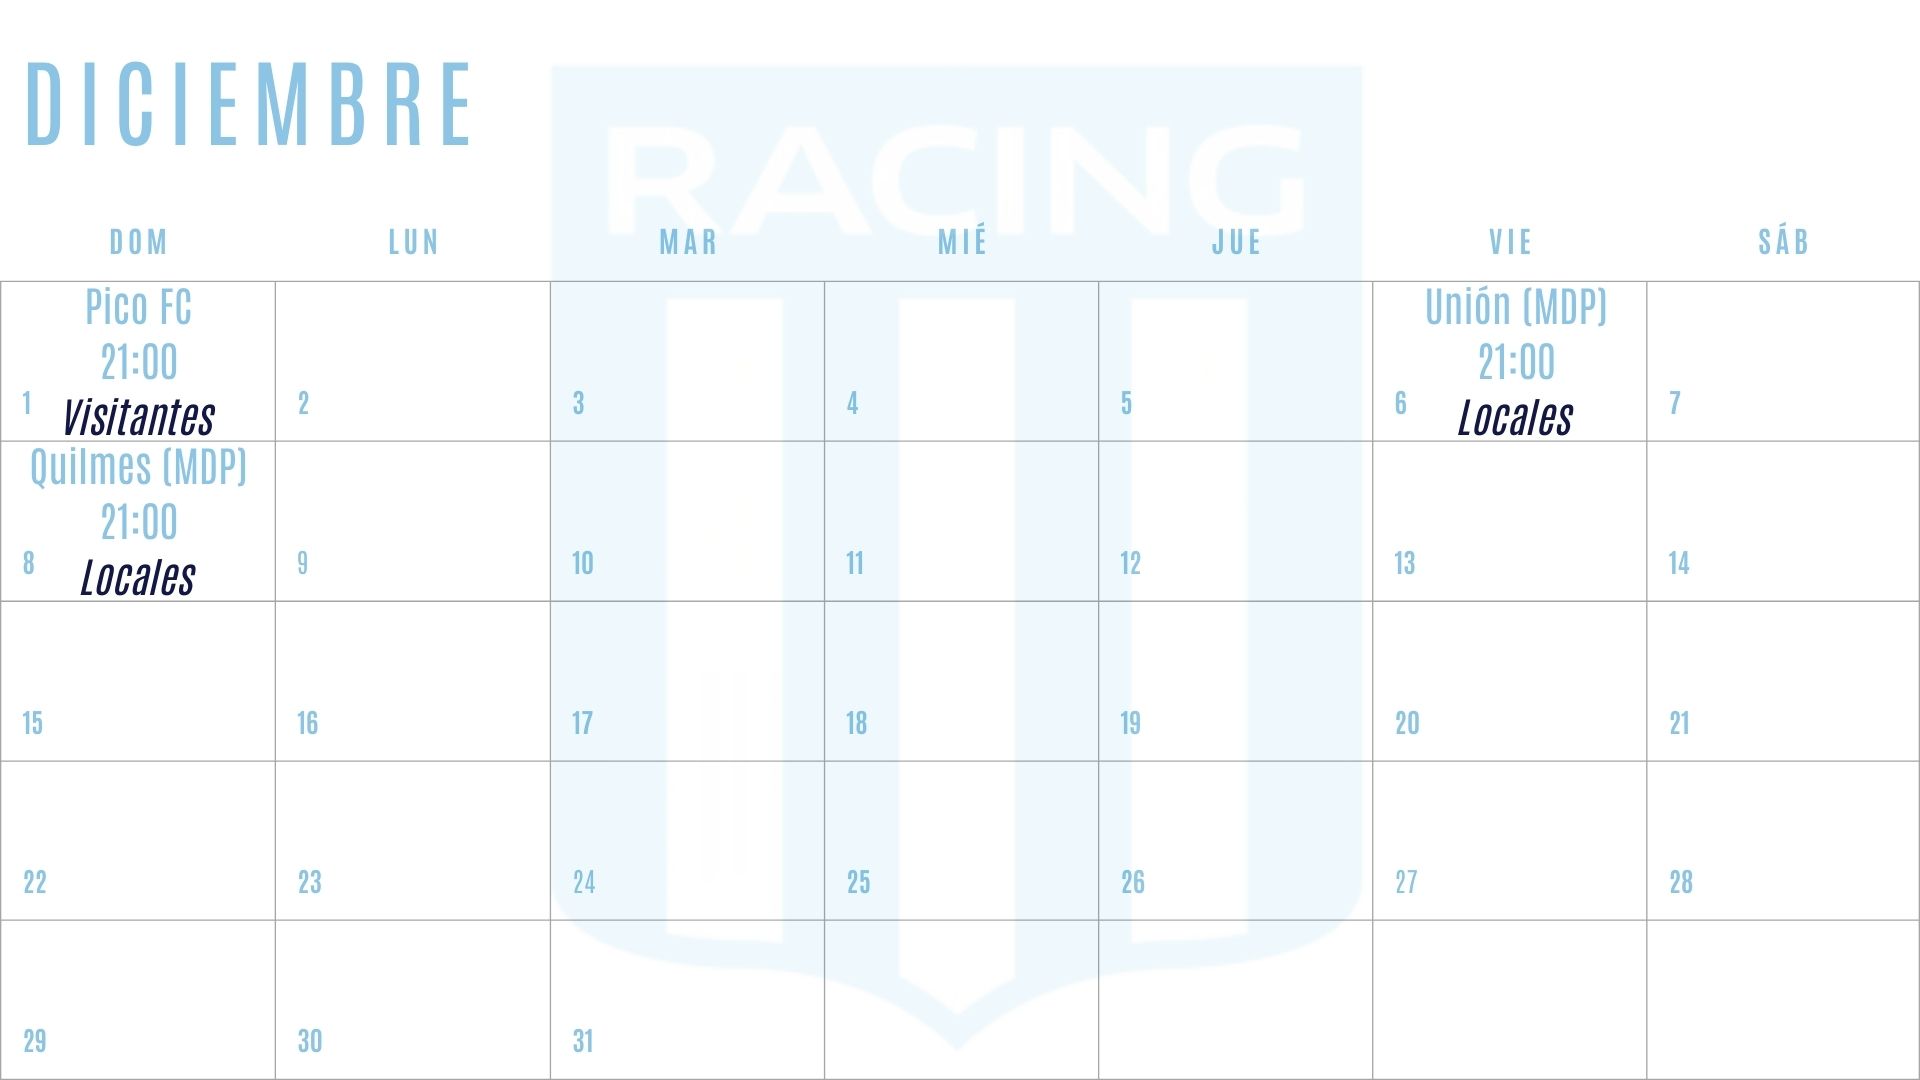 DICIEMBRE
RACING
DOM LUN MAR MIÉ JUE VIE SÁB
Pico FC
21:00
1 Visitantes
2
3
4
5
Unión (MDP)
21:00
6 Locales
7
Quilmes (MDP)
21:00
8 Locales
9
10
11
12
13
14
15 16 17 18 19 20 21
22 23 24 25 26 27 28
29 30 31